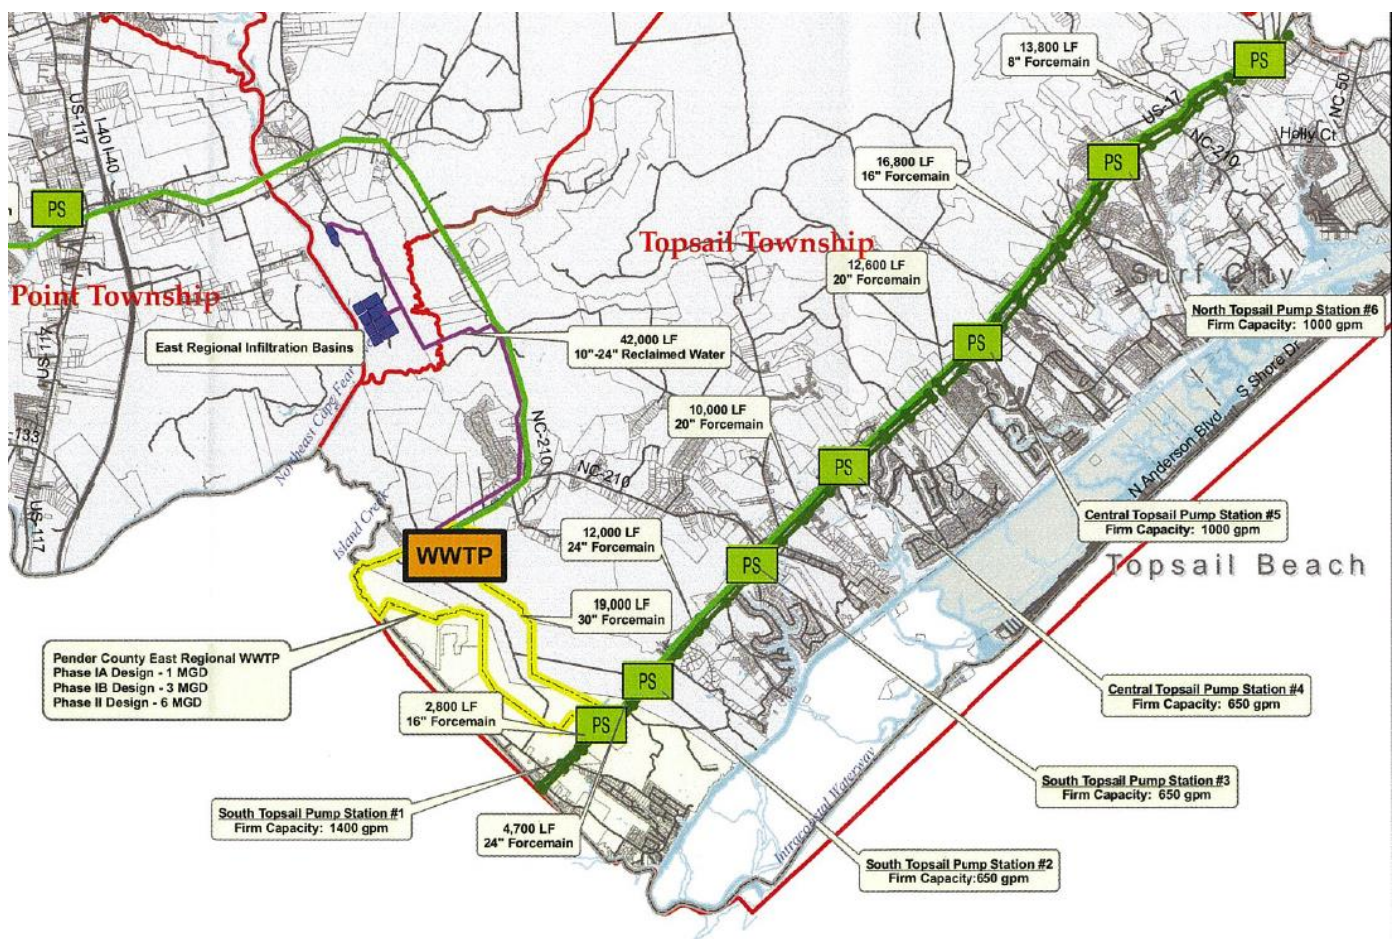 13,800 LF
8" Forcemain
PS
US-17
NC-50
Holly Ct
NC-210
US-117
I-40
I-40
16,800 LF
16" Forcemain
PS
PS
Topsail Township
12,600 LF
20" Forcemain
Surf City
Point Township
North Topsail Pump Station #6
Firm Capacity: 1000 gpm
East Regional Infiltration Basins
42,000 LF
10"-24" Reclaimed Water
PS
US-117
S Shore Dr
10,000 LF
20" Forcemain
N Anderson Blvd
NC-210
-133
Northeast Cape Fear
NC-210
PS
US-117
Island Creek
Central Topsail Pump Station #5
Firm Capacity: 1000 gpm
12,000 LF
24" Forcemain
WWTP
PS
Topsail Beach
19,000 LF
30" Forcemain
Pender County East Regional WWTP
Phase IA Design - 1 MGD
Phase IB Design - 3 MGD
Phase II Design - 6 MGD
PS
Central Topsail Pump Station #4
Firm Capacity: 650 gpm
2,800 LF
16" Forcemain
PS
South Topsail Pump Station #3
Firm Capacity: 650 gpm
Intracoastal Waterway
South Topsail Pump Station #1
Firm Capacity: 1400 gpm
4,700 LF
24" Forcemain
South Topsail Pump Station #2
Firm Capacity:650 gpm